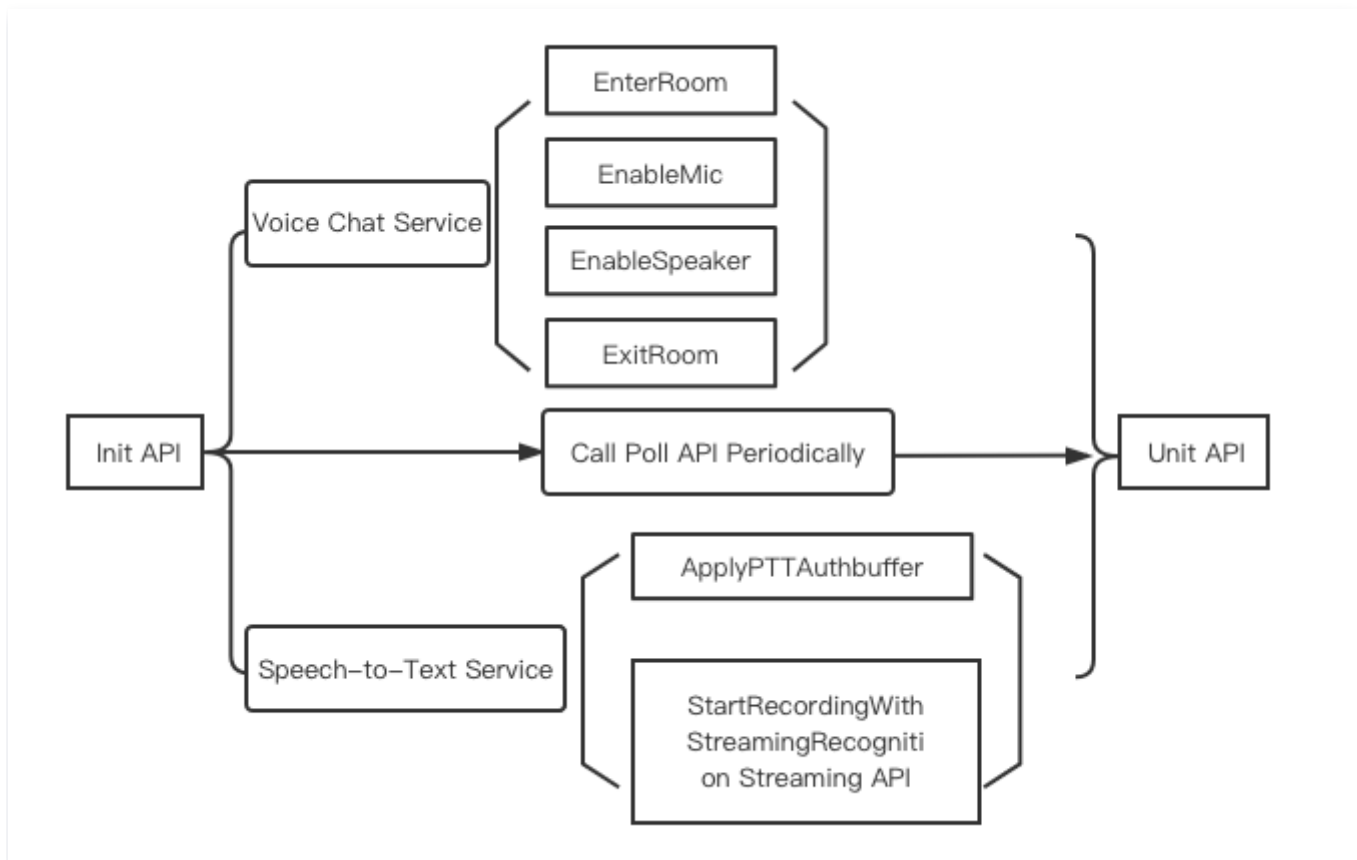 EnterRoom
EnableMic
Voice Chat Service
EnableSpeaker
ExitRoom
Init API
Call Poll API Periodically
Unit API
ApplyPTTAuthbuffer
Speech-to-Text Service
StartRecordingWith
StreamingRecogniti
on Streaming API